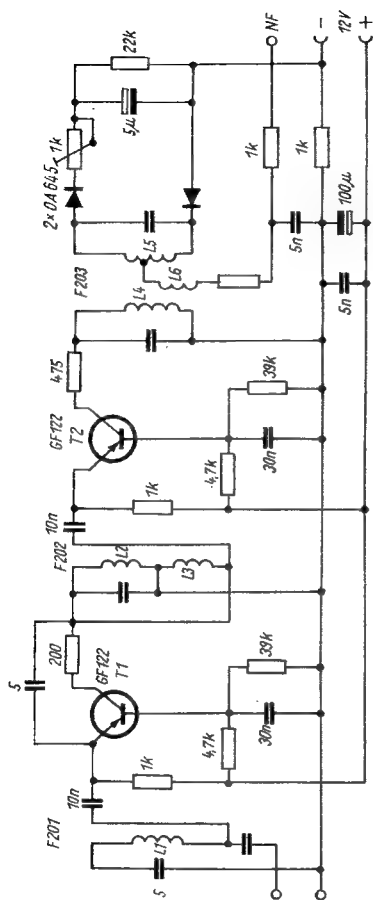 F201
10n
5
L1
5
200
GF122
T1
1k
4,7k
39k
30n
F202
10n
L2
L3
GF122
T2
475
1k
4,7k
39k
30n
F203
L4
L5
L6
2×OA645
1k
5µ
22k
1k
NF
5n
1k
−
100µ
12V
5n
+